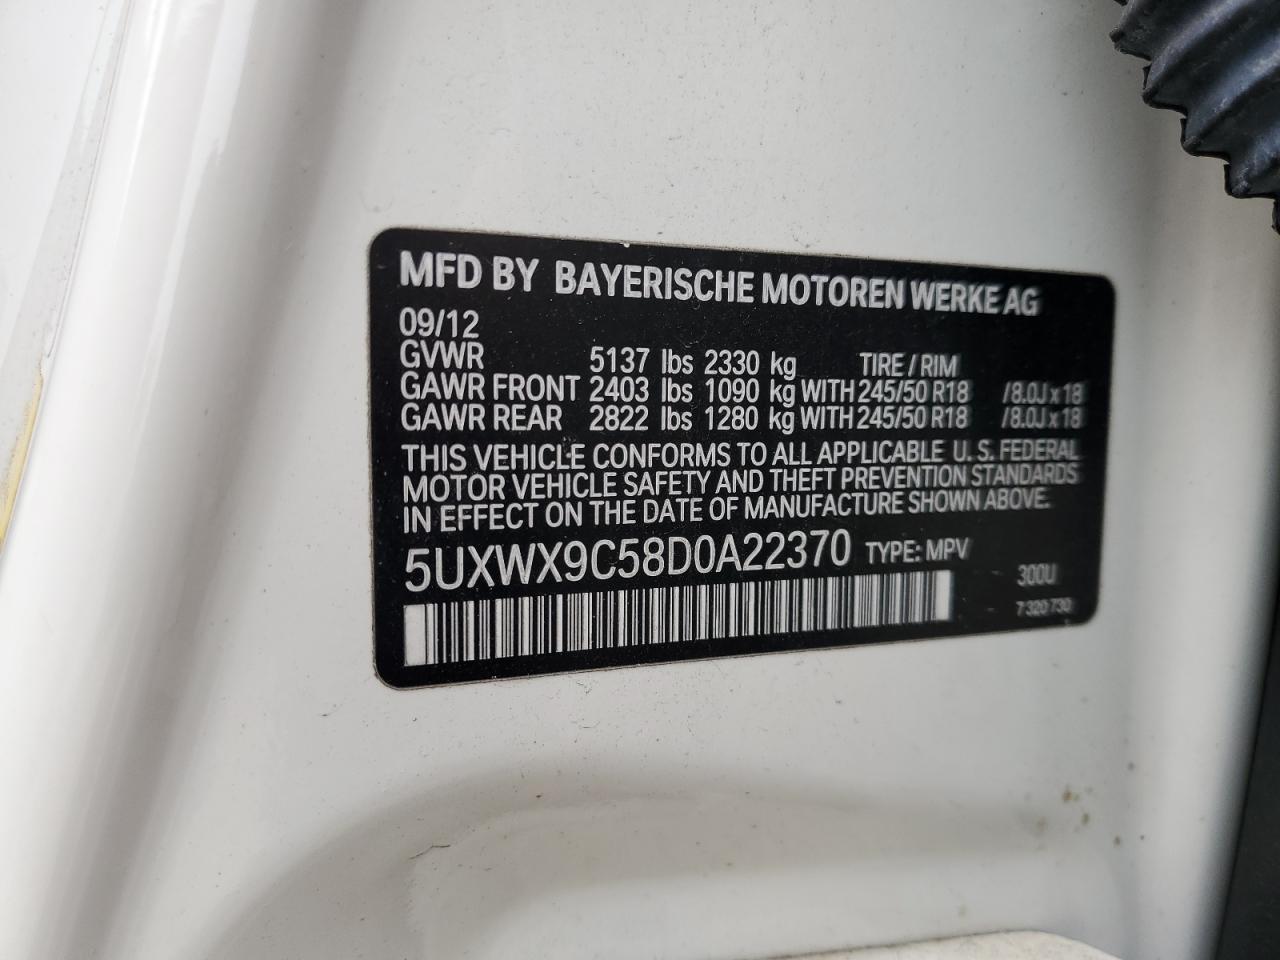 MFD BY BAYERISCHE MOTOREN WERKE AG
09/12
GVWR 5137 lbs 2330 kg TIRE / RIM
GAWR FRONT 2403 lbs 1090 kg WITH 245/50 R18 /8.0J x 18
GAWR REAR 2822 lbs 1280 kg WITH 245/50 R18 /8.0J x 18
THIS VEHICLE CONFORMS TO ALL APPLICABLE U. S. FEDERAL
MOTOR VEHICLE SAFETY AND THEFT PREVENTION STANDARDS
IN EFFECT ON THE DATE OF MANUFACTURE SHOWN ABOVE.
5UXWX9C58D0A22370 TYPE: MPV
300U
7 320 730